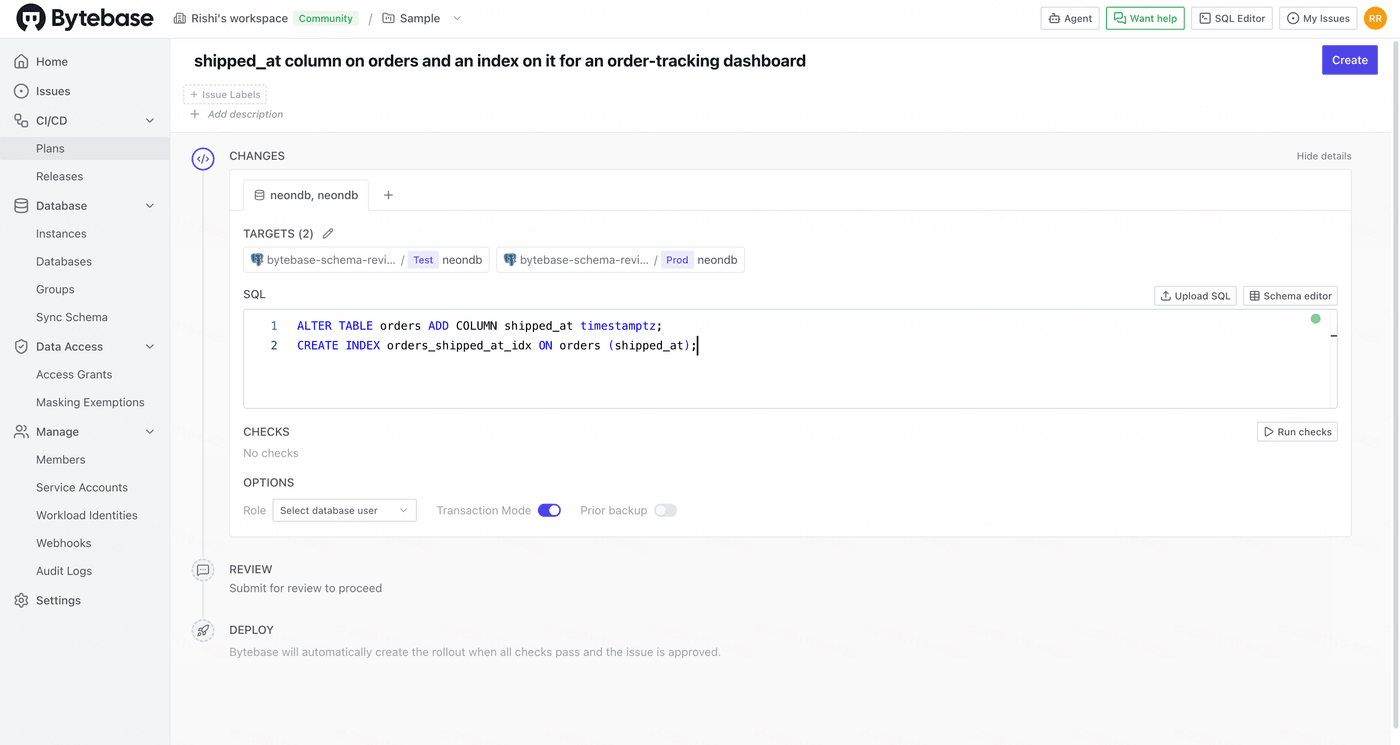 Bytebase
Rishi's workspace Community / Sample
Agent Want help SQL Editor My Issues RR
Home
Issues
CI/CD
Plans
Releases
Database
Instances
Databases
Groups
Sync Schema
Data Access
Access Grants
Masking Exemptions
Manage
Members
Service Accounts
Workload Identities
Webhooks
Audit Logs
Settings
shipped_at column on orders and an index on it for an order-tracking dashboard
Create
+ Issue Labels
+ Add description
CHANGES
Hide details
neondb, neondb +
TARGETS (2)
bytebase-schema-revi... / Test neondb
bytebase-schema-revi... / Prod neondb
SQL
Upload SQL Schema editor
1 ALTER TABLE orders ADD COLUMN shipped_at timestamptz;
2 CREATE INDEX orders_shipped_at_idx ON orders (shipped_at);
CHECKS
Run checks
No checks
OPTIONS
Role Select database user Transaction Mode Prior backup
REVIEW
Submit for review to proceed
DEPLOY
Bytebase will automatically create the rollout when all checks pass and the issue is approved.